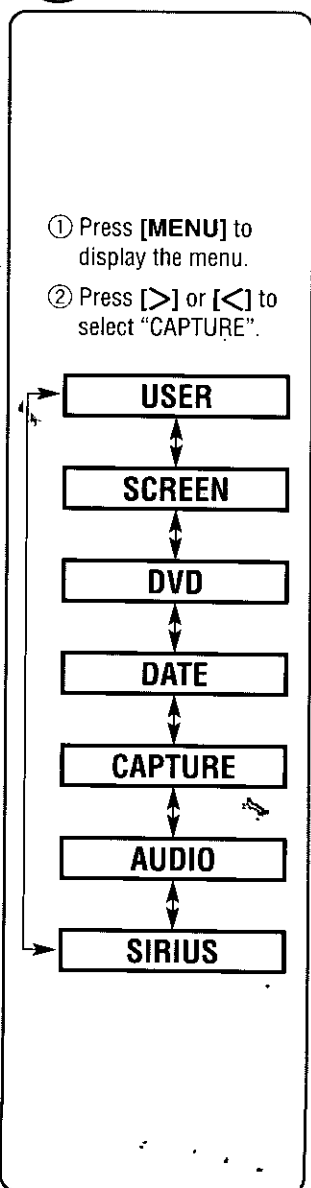 ① Press [MENU] to
display the menu.
② Press [>] or [<] to
select “CAPTURE”.
USER
SCREEN
DVD
DATE
CAPTURE
AUDIO
SIRIUS